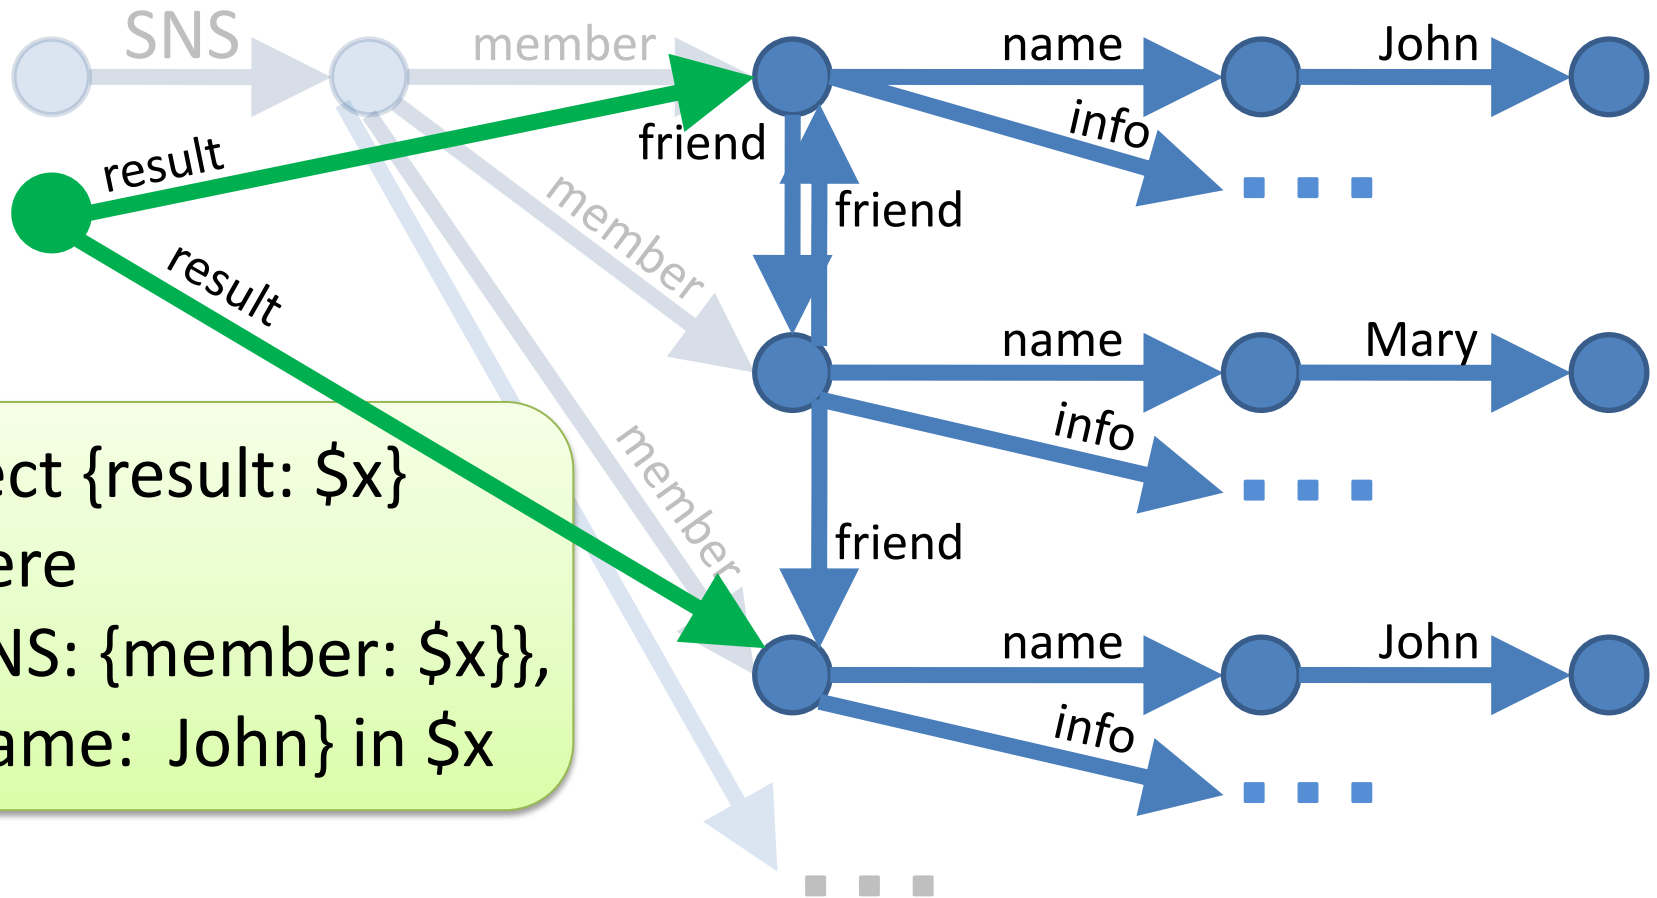 SNS
member
name
John
info
result
friend
member
friend
result
name
Mary
info
member
ect {result: $x}
ere
NS: {member: $x}},
ame: John} in $x
friend
name
John
info